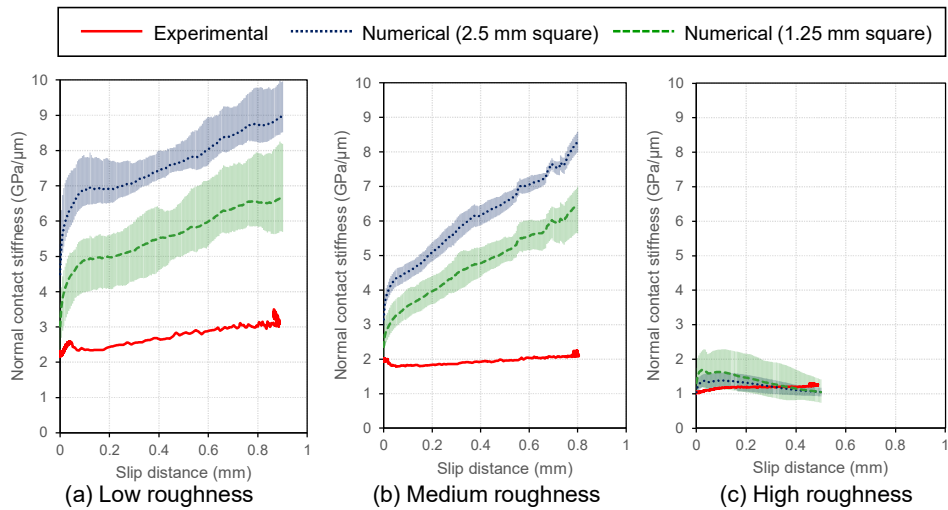 Experimental Numerical (2.5 mm square) Numerical (1.25 mm square)
Normal contact stiffness (GPa/μm)
10
9
8
7
6
5
4
3
2
1
0
0 0.2 0.4 0.6 0.8 1
Slip distance (mm)
(a) Low roughness
Normal contact stiffness (GPa/μm)
10
9
8
7
6
5
4
3
2
1
0
0 0.2 0.4 0.6 0.8 1
Slip distance (mm)
(b) Medium roughness
Normal contact stiffness (GPa/μm)
10
9
8
7
6
5
4
3
2
1
0
0 0.2 0.4 0.6 0.8 1
Slip distance (mm)
(c) High roughness